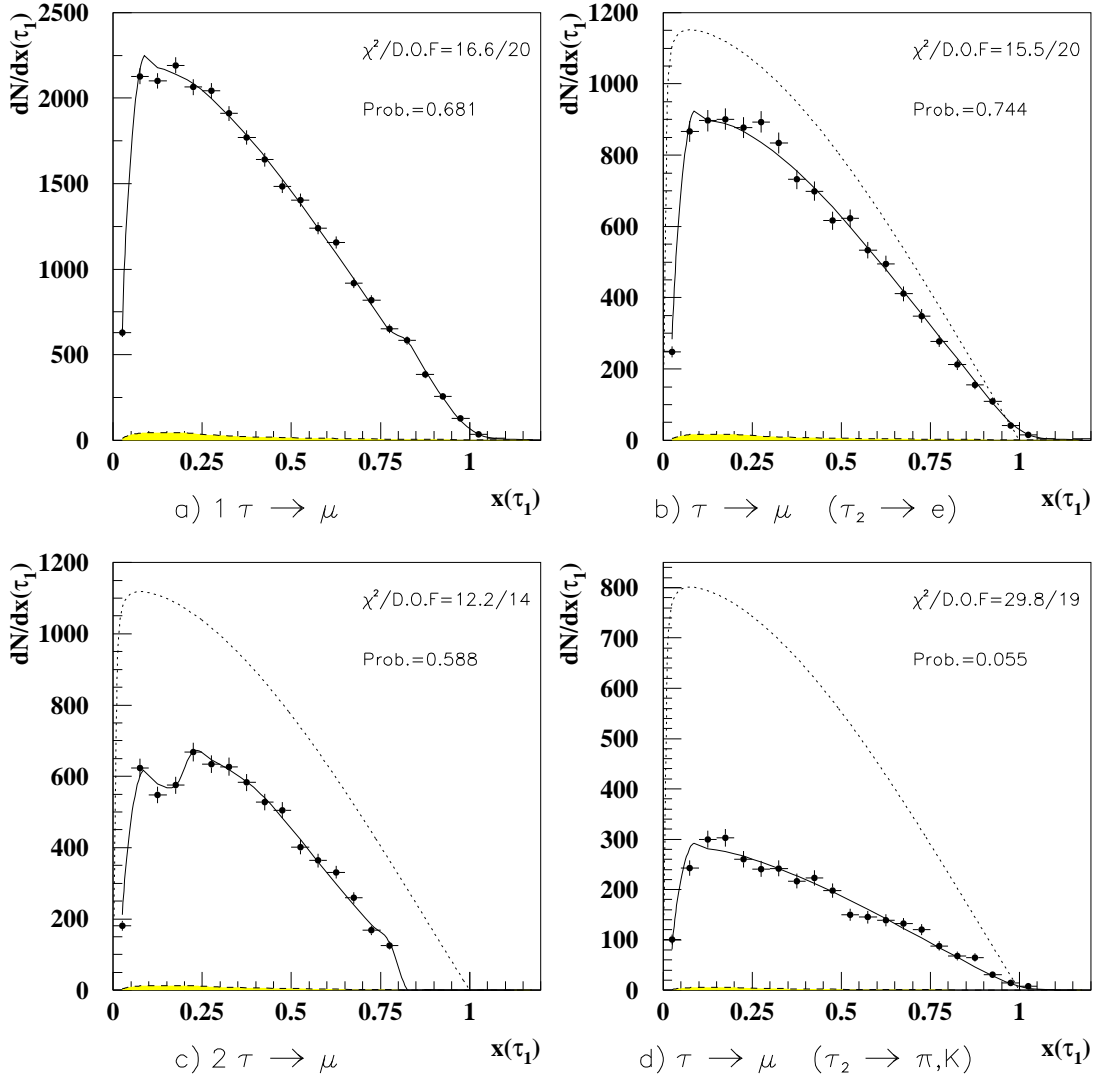 dN/dx(τ1)
2500
2000
1500
1000
500
0
χ²/D.O.F=16.6/20
Prob.=0.681
0 0.25 0.5 0.75 1
x(τ1)
a) 1 τ → μ
dN/dx(τ1)
1200
1000
800
600
400
200
0
χ²/D.O.F=15.5/20
Prob.=0.744
0 0.25 0.5 0.75 1
x(τ1)
b) τ → μ (τ2 → e)
dN/dx(τ1)
1200
1000
800
600
400
200
0
χ²/D.O.F=12.2/14
Prob.=0.588
0 0.25 0.5 0.75 1
x(τ1)
c) 2 τ → μ
dN/dx(τ1)
800
700
600
500
400
300
200
100
0
χ²/D.O.F=29.8/19
Prob.=0.055
0 0.25 0.5 0.75 1
x(τ1)
d) τ → μ (τ2 → π,K)